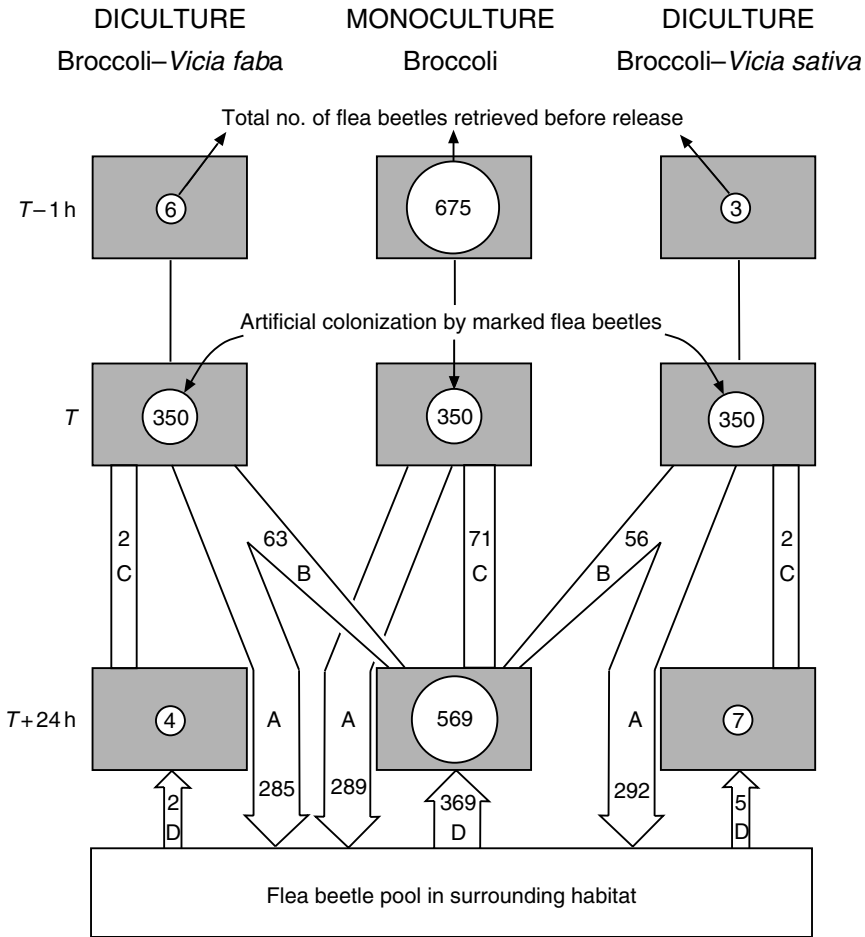 DICULTURE MONOCULTURE DICULTURE
Broccoli–Vicia faba Broccoli Broccoli–Vicia sativa
Total no. of flea beetles retrieved before release
T–1h 6 675 3
Artificial colonization by marked flea beetles
T 350 350 350
2 63 71 56 2
C B C B C
T+24h 4 569 7
A A A
285 289 292
2 369 5
D D D
Flea beetle pool in surrounding habitat